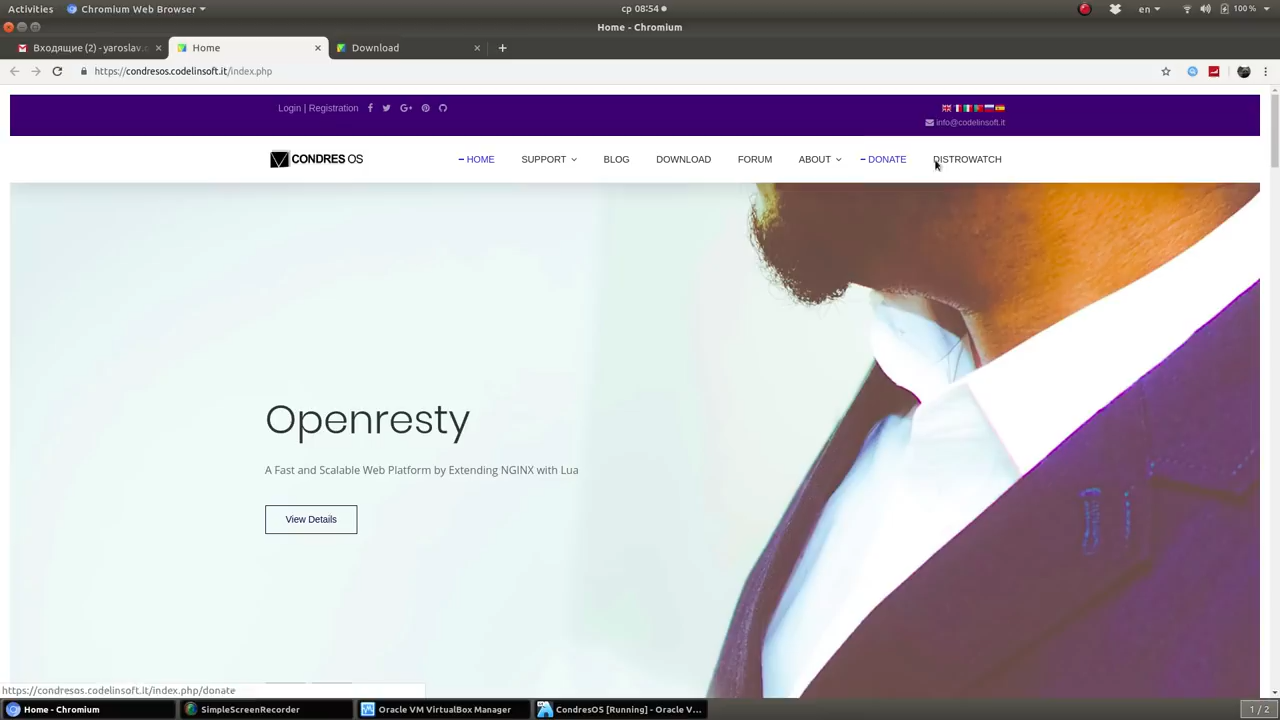 Activities
Chromium Web Browser
ср 08:54
en
100 %
Home - Chromium
Входящие (2) - yaroslav.
Home
Download
https://condresos.codelinsoft.it/index.php
Login | Registration
info@codelinsoft.it
CONDRES OS
HOME
SUPPORT
BLOG
DOWNLOAD
FORUM
ABOUT
DONATE
DISTROWATCH
Openresty
A Fast and Scalable Web Platform by Extending NGINX with Lua
View Details
https://condresos.codelinsoft.it/index.php/donate
Home - Chromium
SimpleScreenRecorder
Oracle VM VirtualBox Manager
CondresOS [Running] - Oracle V...
1 / 2